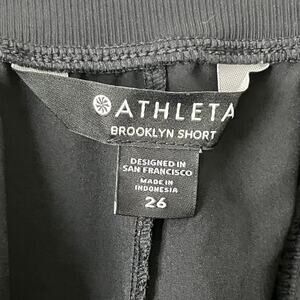 ATHLETA
BROOKLYN SHORT
DESIGNED IN
SAN FRANCISCO
MADE IN
INDONESIA
26